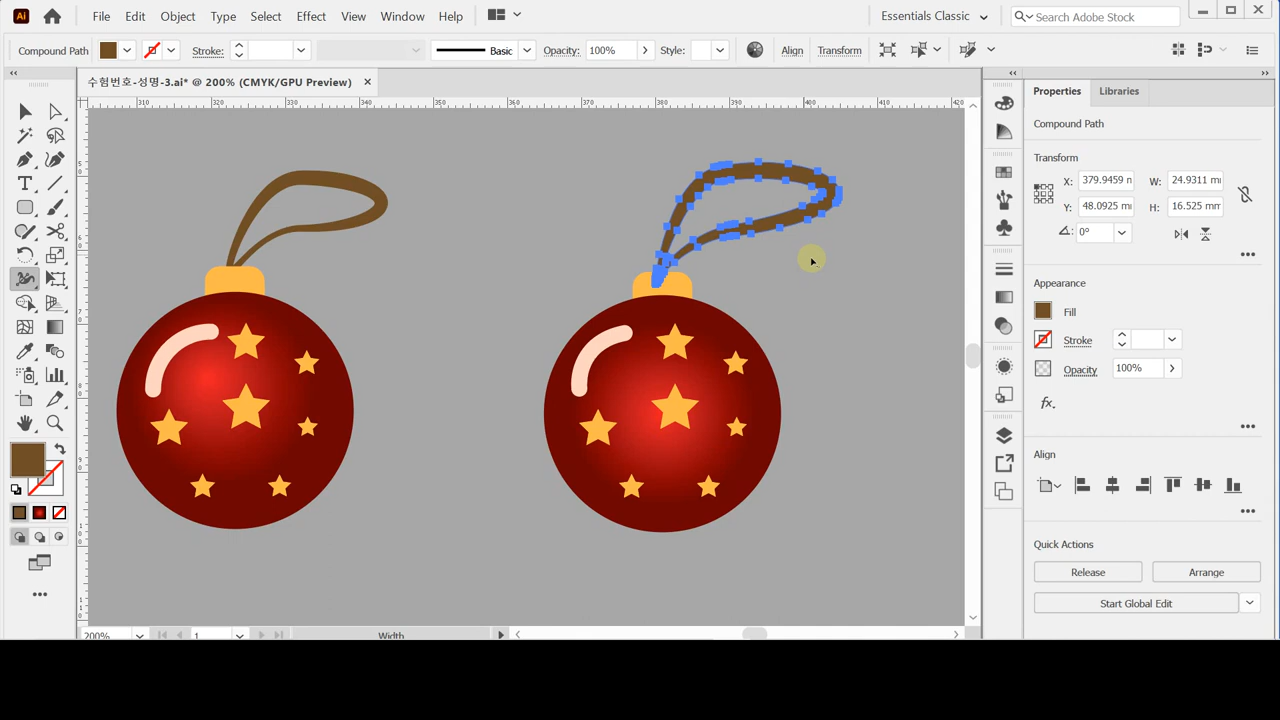 Ai File Edit Object Type Select Effect View Window Help Essentials Classic Search Adobe Stock
Compound Path Stroke: Basic Opacity: 100% Style: Align Transform
수험번호-성명-3.ai* @ 200% (CMYK/GPU Preview)
310 320 330 340 350 360 370 380 390 400 410 420
Properties Libraries
Compound Path
Transform
X: 379.9459 m W: 24.9311 m
Y: 48.0925 m H: 16.525 mr
0°
Appearance
Fill
Stroke
Opacity 100%
fx.
Align
Quick Actions
Release Arrange
Start Global Edit
200% 1 Width